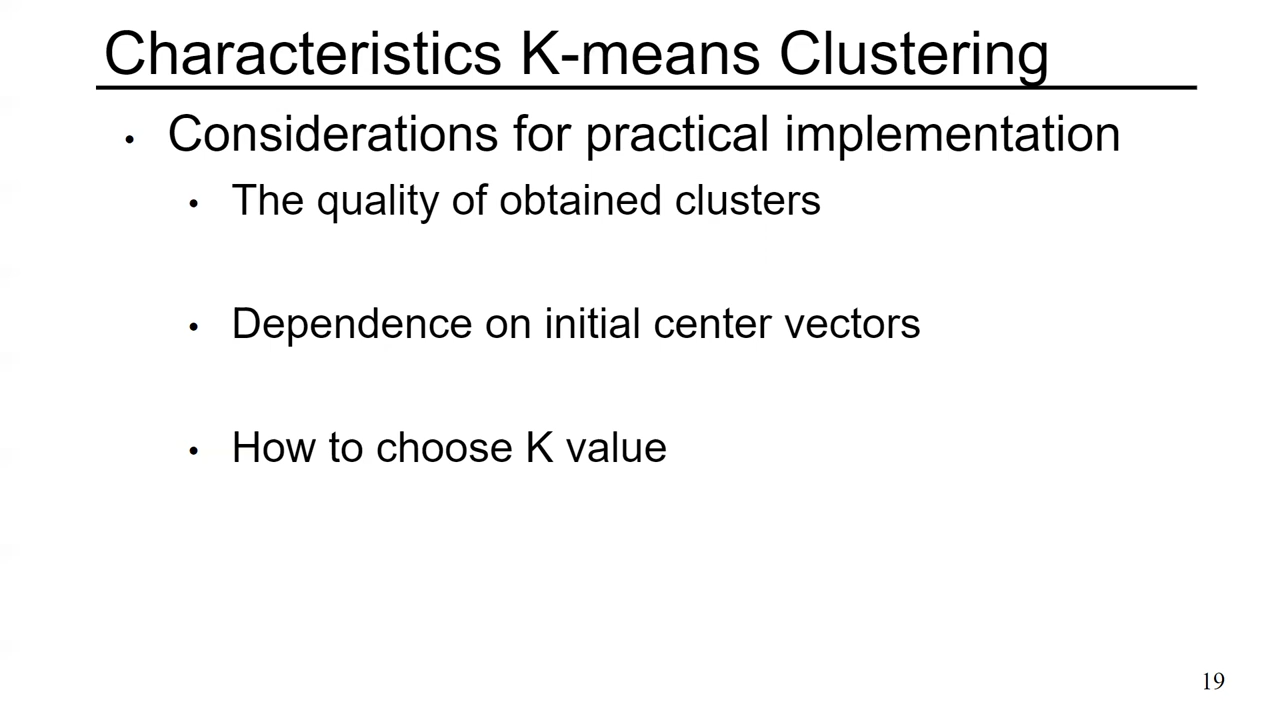 Characteristics K-means Clustering
• Considerations for practical implementation
• The quality of obtained clusters
• Dependence on initial center vectors
• How to choose K value
19